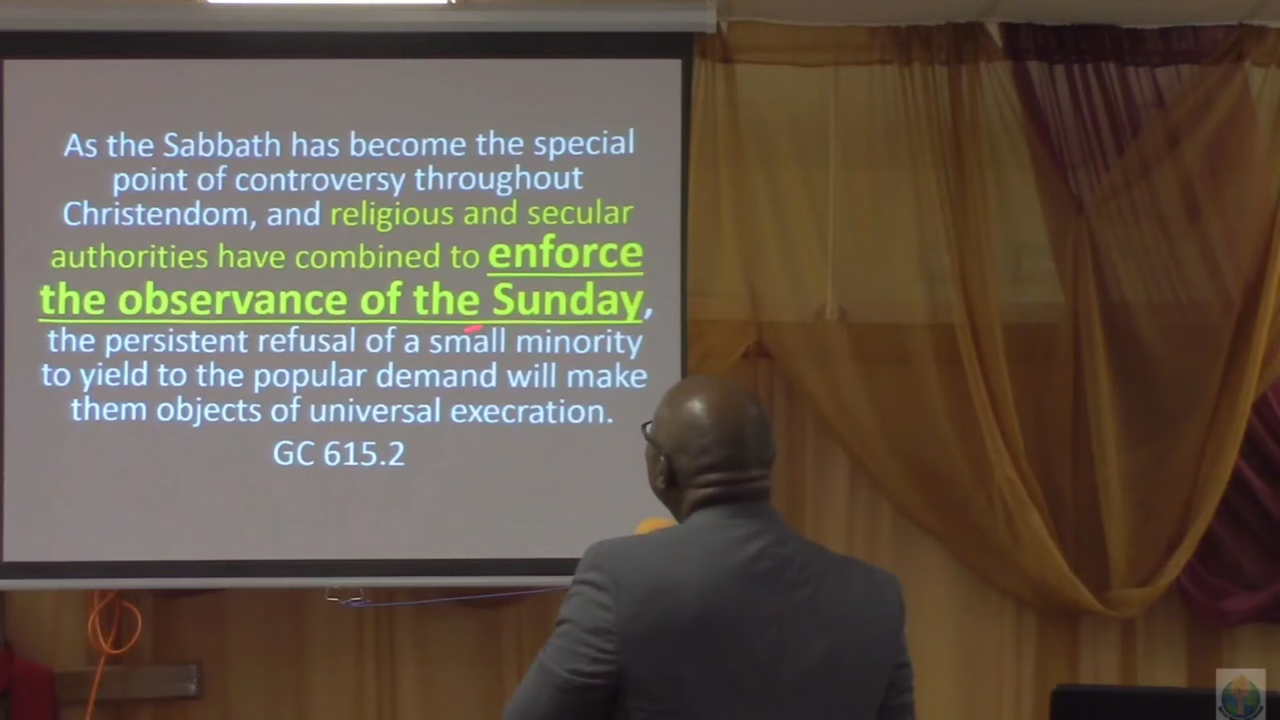 As the Sabbath has become the special
point of controversy throughout
Christendom, and religious and secular
authorities have combined to enforce
the observance of the Sunday,
the persistent refusal of a small minority
to yield to the popular demand will make
them objects of universal execration.
GC 615.2